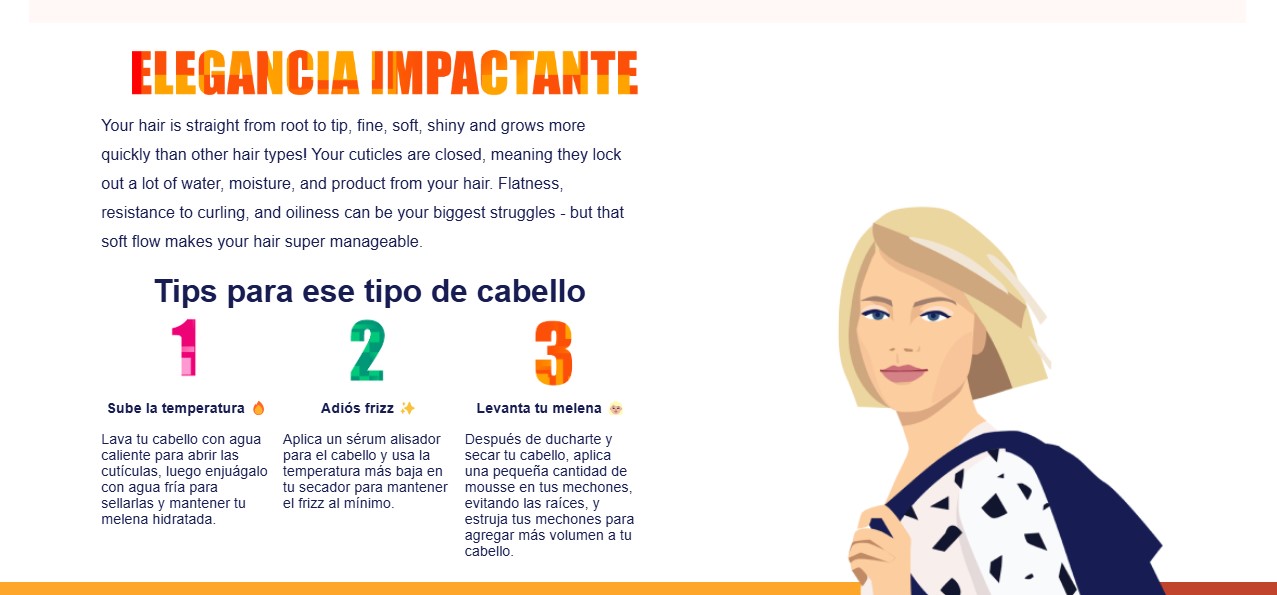 ELEGANCIA IMPACTANTE
Your hair is straight from root to tip, fine, soft, shiny and grows more
quickly than other hair types! Your cuticles are closed, meaning they lock
out a lot of water, moisture, and product from your hair. Flatness,
resistance to curling, and oiliness can be your biggest struggles - but that
soft flow makes your hair super manageable.
Tips para ese tipo de cabello
1
2
3
Sube la temperatura 🔥
Adiós frizz ✨
Levanta tu melena 👱🏼‍♀️
Lava tu cabello con agua
caliente para abrir las
cutículas, luego enjuágalo
con agua fría para
sellarlas y mantener tu
melena hidratada.
Aplica un sérum alisador
para el cabello y usa la
temperatura más baja en
tu secador para mantener
el frizz al mínimo.
Después de ducharte y
secar tu cabello, aplica
una pequeña cantidad de
mousse en tus mechones,
evitando las raíces, y
estruja tus mechones para
agregar más volumen a tu
cabello.